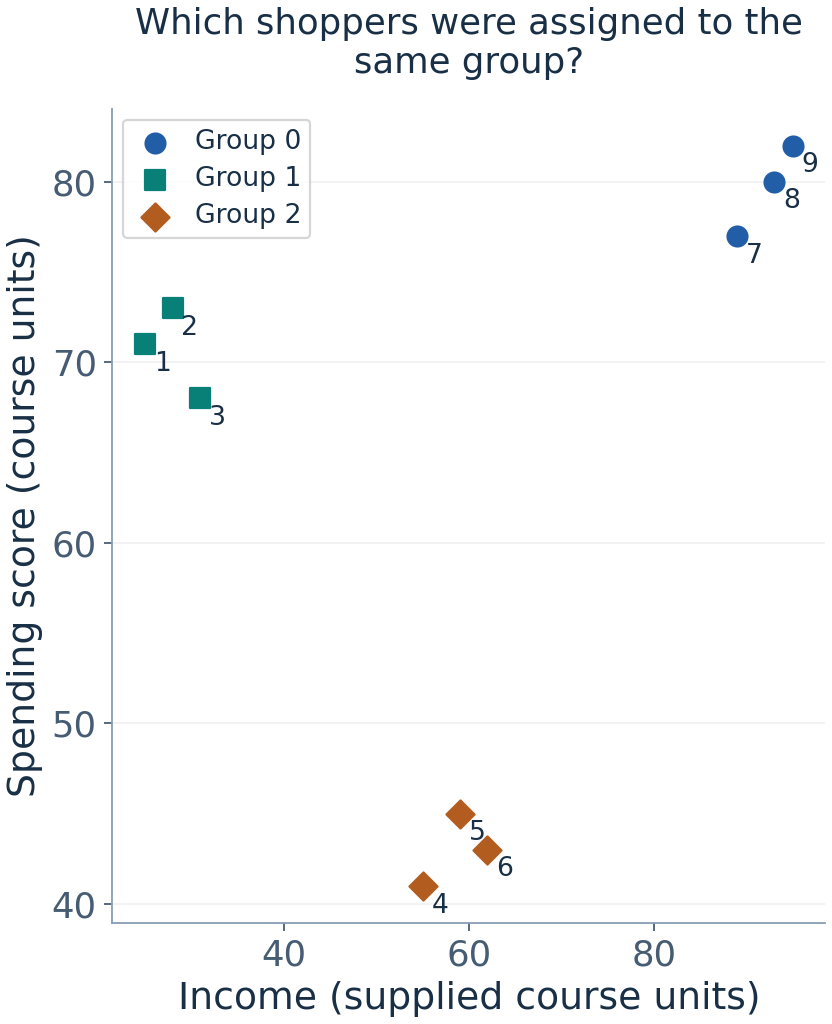 Which shoppers were assigned to the
same group?
Group 0
Group 1
Group 2
9
8
7
80
2
1
70
3
60
50
5
6
4
40
40 60 80
Income (supplied course units)
Spending score (course units)